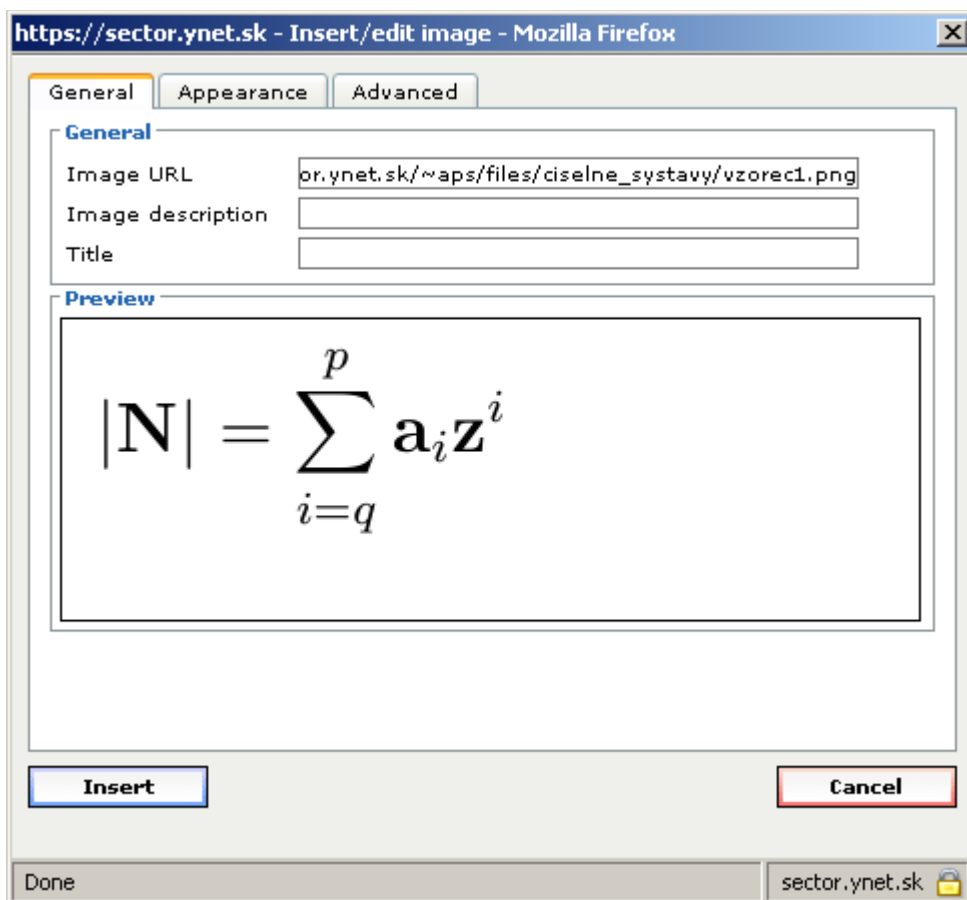 https://sector.ynet.sk - Insert/edit image - Mozilla Firefox
General Appearance Advanced
General
Image URL or.ynet.sk/~aps/files/ciselne_systavy/vzorec1.png
Image description
Title
Preview
|N| = ∑_{i=q}^{p} a_i z^i
Insert Cancel
Done sector.ynet.sk